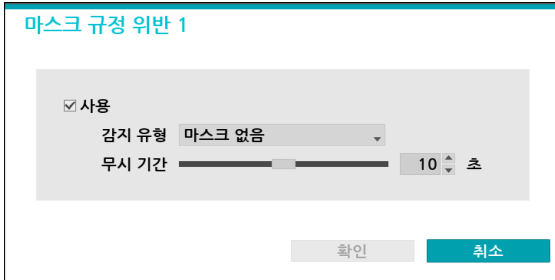 마스크 규정 위반 1
사용
감지 유형 마스크 없음
무시 기간 10 초
확인 취소